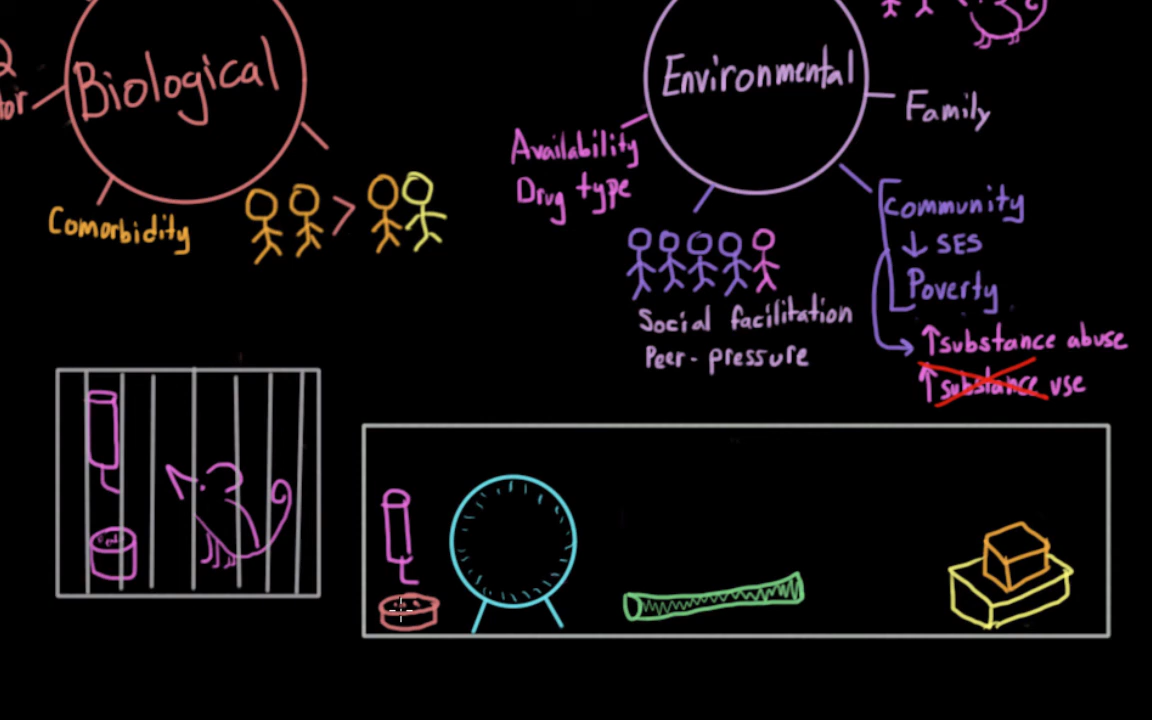 Biological
Comorbidity
>
Environmental
Family
Availability
Drug type
Community
↓ SES
Poverty
↑substance abuse
↑substance use
Social facilitation
Peer-pressure